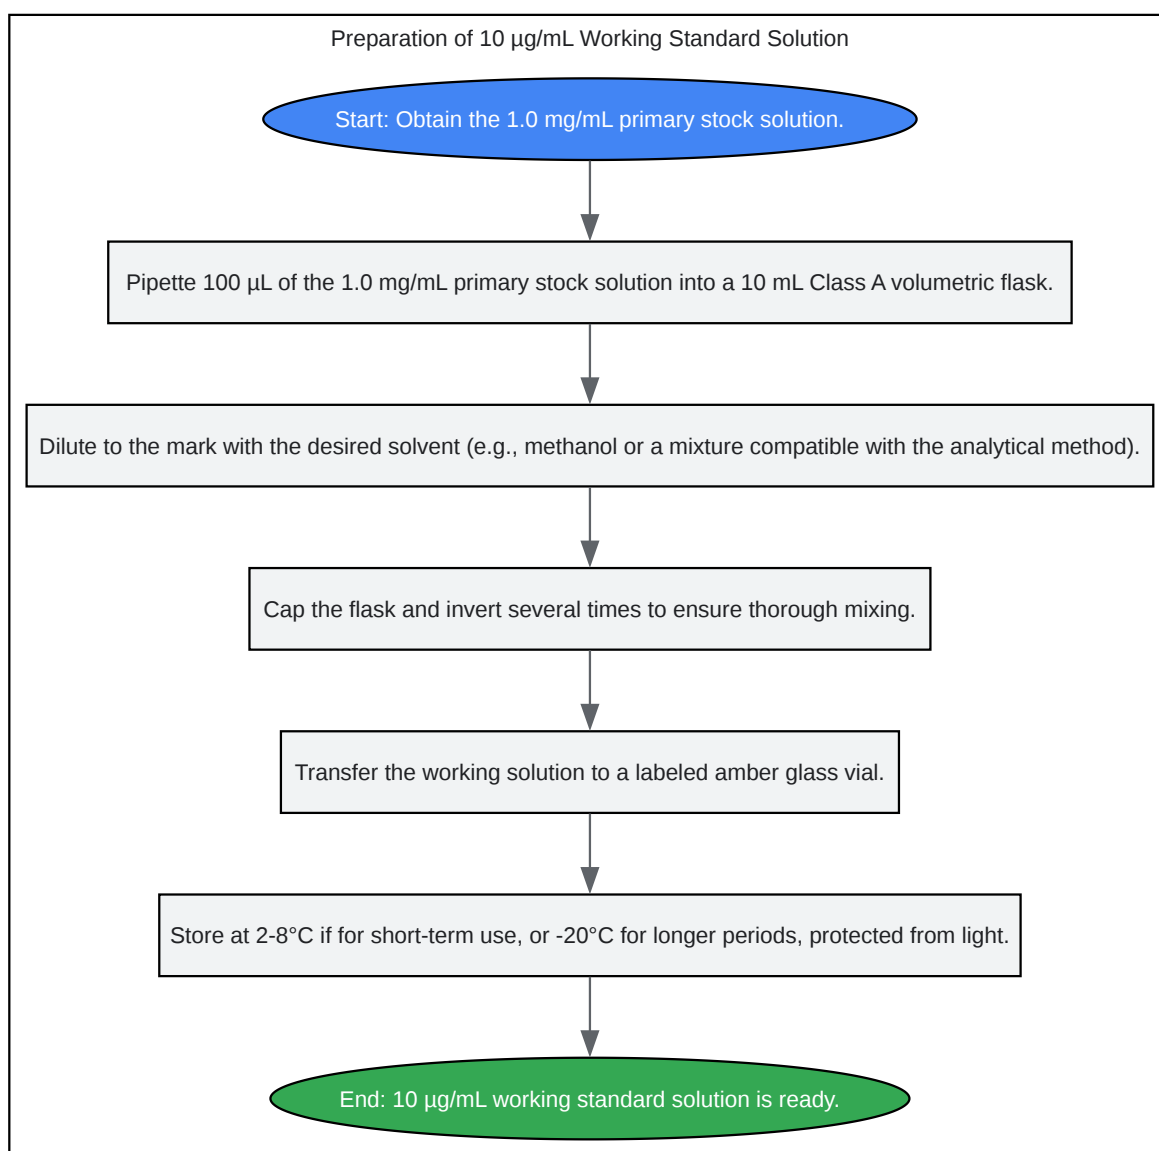 Preparation of 10 µg/mL Working Standard Solution
Start: Obtain the 1.0 mg/mL primary stock solution.
Pipette 100 µL of the 1.0 mg/mL primary stock solution into a 10 mL Class A volumetric flask.
Dilute to the mark with the desired solvent (e.g., methanol or a mixture compatible with the analytical method).
Cap the flask and invert several times to ensure thorough mixing.
Transfer the working solution to a labeled amber glass vial.
Store at 2-8°C if for short-term use, or -20°C for longer periods, protected from light.
End: 10 µg/mL working standard solution is ready.